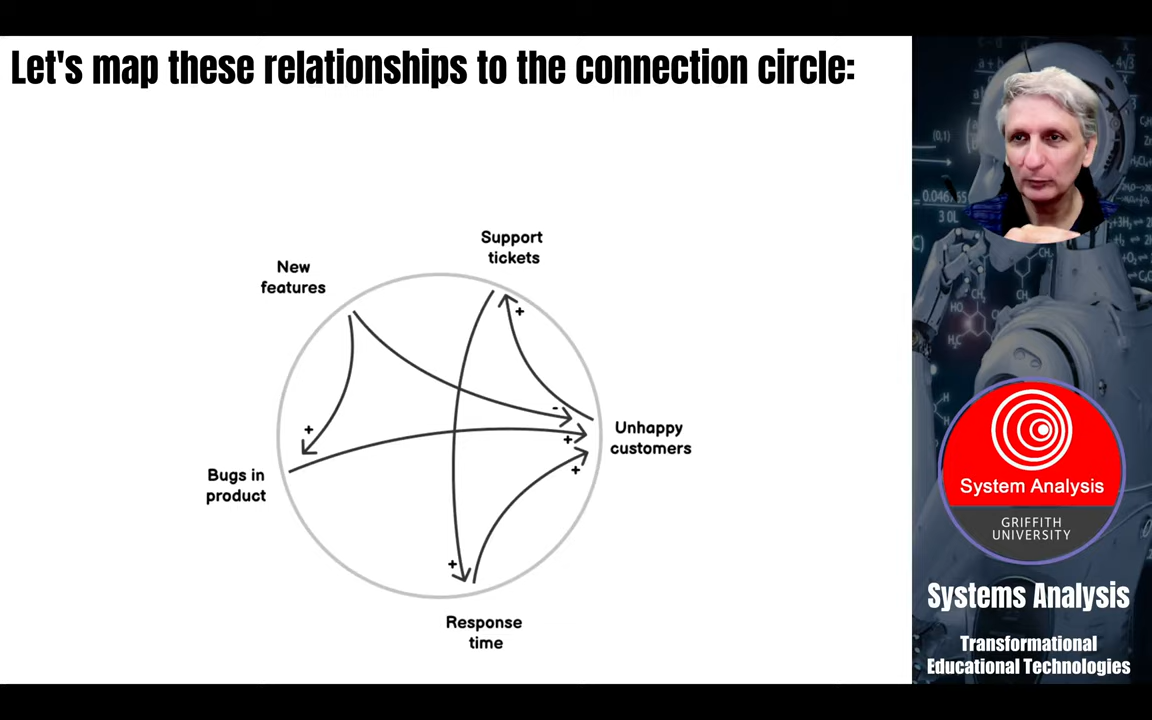 Let's map these relationships to the connection circle:
Support
tickets
New
features
+
-
+
+
Unhappy
customers
+
Bugs in
product
+
+
Response
time
System Analysis
GRIFFITH
UNIVERSITY
Systems Analysis
Transformational
Educational Technologies